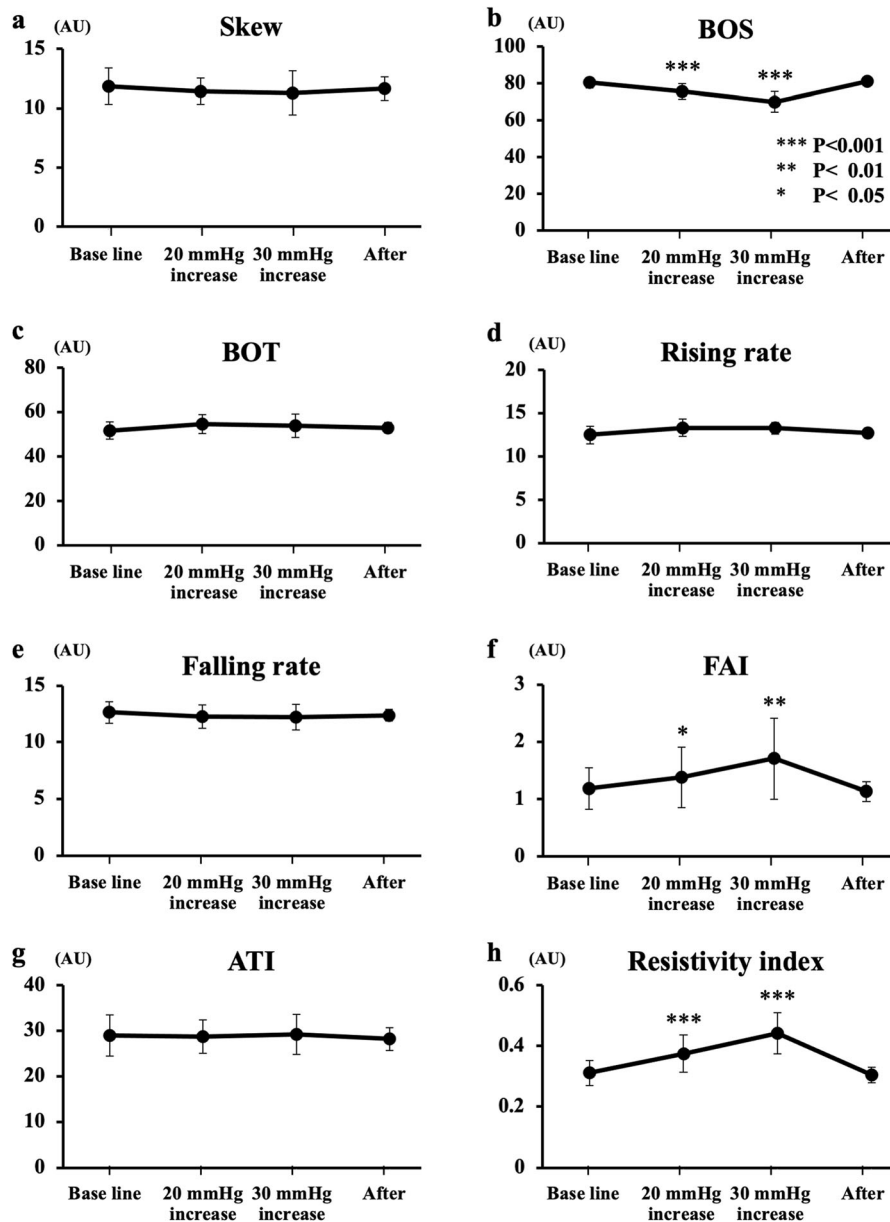 a (AU) Skew
15
10
5
0
Base line 20 mmHg 30 mmHg After
increase increase
b (AU) BOS
100
80
*** ***
60
*** P<0.001
40
** P< 0.01
20
* P< 0.05
0
Base line 20 mmHg 30 mmHg After
increase increase
c (AU) BOT
80
60
40
20
0
Base line 20 mmHg 30 mmHg After
increase increase
d (AU) Rising rate
20
15
10
5
0
Base line 20 mmHg 30 mmHg After
increase increase
e (AU) Falling rate
15
10
5
0
Base line 20 mmHg 30 mmHg After
increase increase
f (AU) FAI
3
* **
2
1
0
Base line 20 mmHg 30 mmHg After
increase increase
g (AU) ATI
40
30
20
10
0
Base line 20 mmHg 30 mmHg After
increase increase
h (AU) Resistivity index
0.6
*** ***
0.4
0.2
0
Base line 20 mmHg 30 mmHg After
increase increase